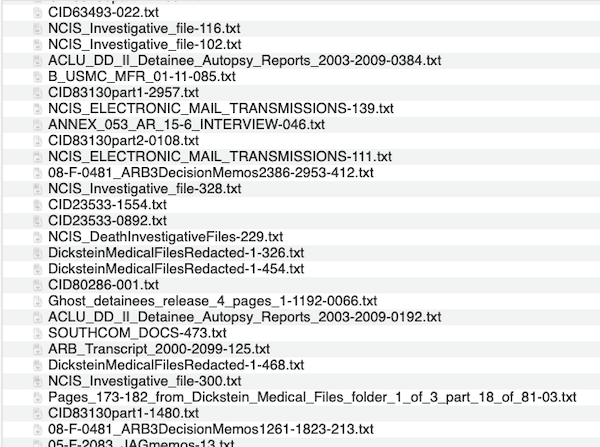 CID63493-022.txt
NCIS_Investigative_file-116.txt
NCIS_Investigative_file-102.txt
ACLU_DD_II_Detainee_Autopsy_Reports_2003-2009-0384.txt
B_USMC_MFR_01-11-085.txt
CID83130part1-2957.txt
NCIS_ELECTRONIC_MAIL_TRANSMISSIONS-139.txt
ANNEX_053_AR_15-6_INTERVIEW-046.txt
CID83130part2-0108.txt
NCIS_ELECTRONIC_MAIL_TRANSMISSIONS-111.txt
08-F-0481_ARB3DecisionMemos2386-2953-412.txt
NCIS_Investigative_file-328.txt
CID23533-1554.txt
CID23533-0892.txt
NCIS_DeathInvestigativeFiles-229.txt
DicksteinMedicalFilesRedacted-1-326.txt
DicksteinMedicalFilesRedacted-1-454.txt
CID80286-001.txt
Ghost_detainees_release_4_pages_1-1192-0066.txt
ACLU_DD_II_Detainee_Autopsy_Reports_2003-2009-0192.txt
SOUTHCOM_DOCS-473.txt
ARB_Transcript_2000-2099-125.txt
DicksteinMedicalFilesRedacted-1-468.txt
NCIS_Investigative_file-300.txt
Pages_173-182_from_Dickstein_Medical_Files_folder_1_of_3_part_18_of_81-03.txt
CID83130part1-1480.txt
08-F-0481_ARB3DecisionMemos1261-1823-213.txt
05-F-2083_JAGmemos-13.txt